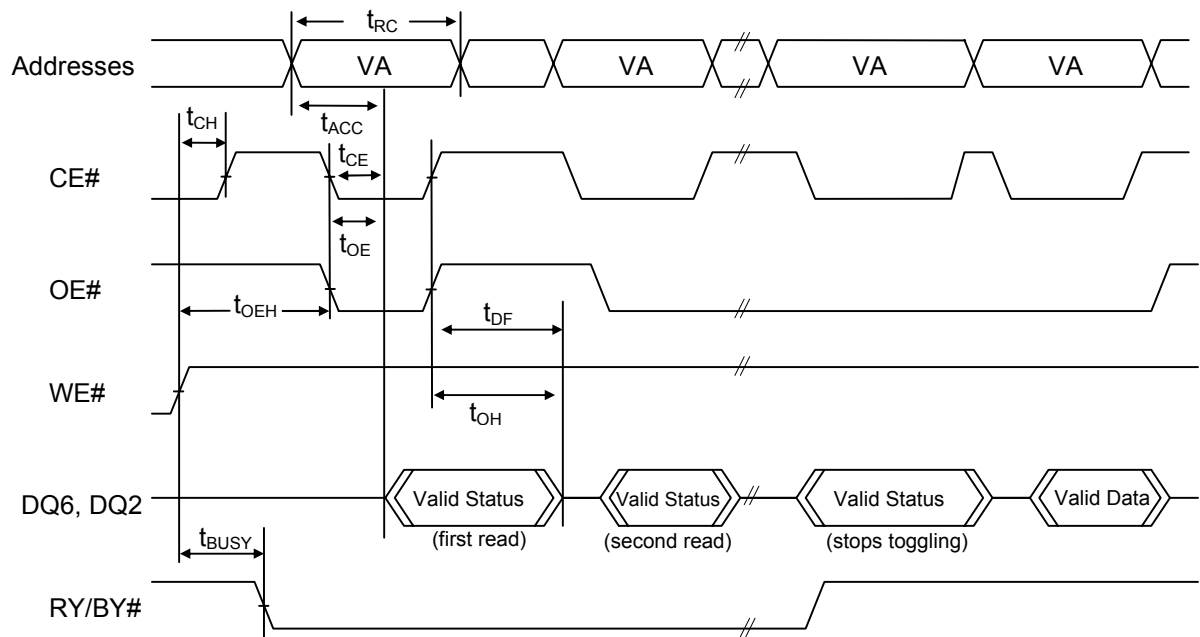 tRC
Addresses VA VA VA VA
tCH tACC
tCE
CE#
tOE
OE#
tOEH tDF
WE#
tOH
DQ6, DQ2 Valid Status Valid Status Valid Status Valid Data
(first read) (second read) (stops toggling)
tBUSY
RY/BY#